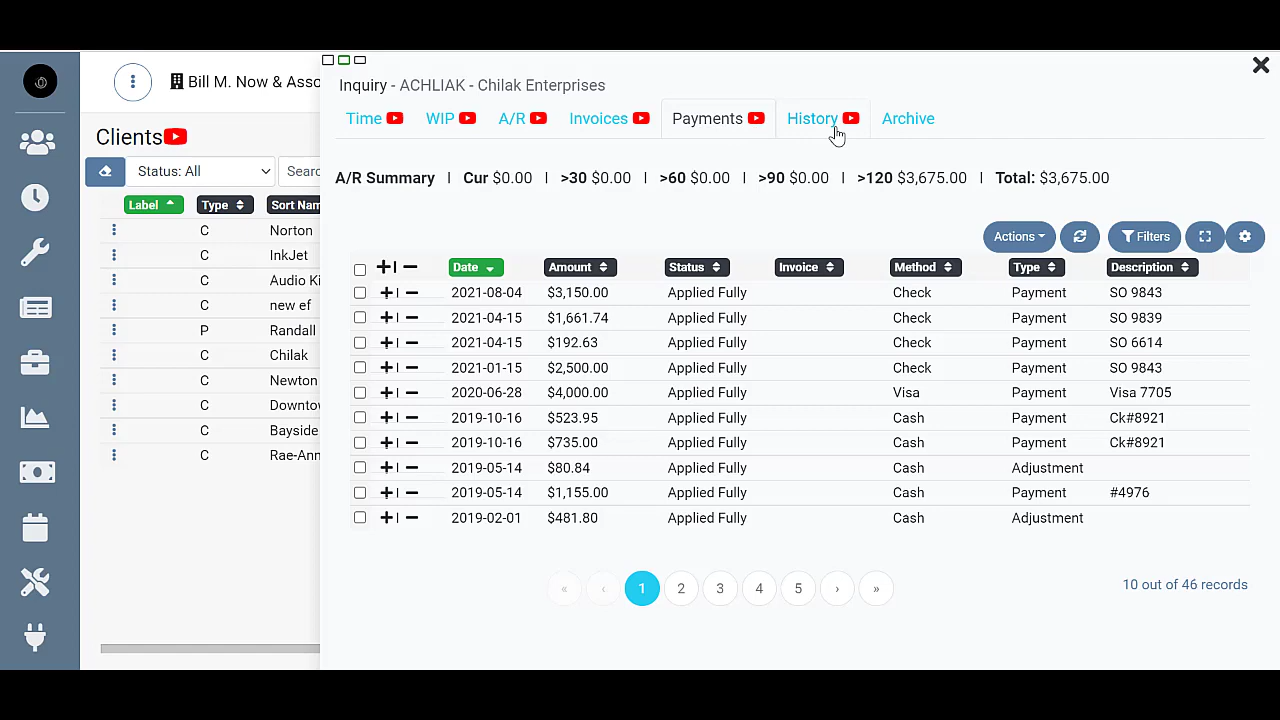 Bill M. Now & Asso
Clients
Status: All
Searc
Label Type Sort Nam
C Norton
C InkJet
C Audio Ki
C new ef
P Randall
C Chilak
C Newton
C Downtow
C Bayside
C Rae-Ann
Inquiry - ACHLIAK - Chilak Enterprises
Time WIP A/R Invoices Payments History Archive
A/R Summary | Cur $0.00 | >30 $0.00 | >60 $0.00 | >90 $0.00 | >120 $3,675.00 | Total: $3,675.00
Actions Filters
Date Amount Status Invoice Method Type Description
2021-08-04 $3,150.00 Applied Fully Check Payment SO 9843
2021-04-15 $1,661.74 Applied Fully Check Payment SO 9839
2021-04-15 $192.63 Applied Fully Check Payment SO 6614
2021-01-15 $2,500.00 Applied Fully Check Payment SO 9843
2020-06-28 $4,000.00 Applied Fully Visa Payment Visa 7705
2019-10-16 $523.95 Applied Fully Cash Payment Ck#8921
2019-10-16 $735.00 Applied Fully Cash Payment Ck#8921
2019-05-14 $80.84 Applied Fully Cash Adjustment
2019-05-14 $1,155.00 Applied Fully Cash Payment #4976
2019-02-01 $481.80 Applied Fully Cash Adjustment
« ‹ 1 2 3 4 5 › »
10 out of 46 records